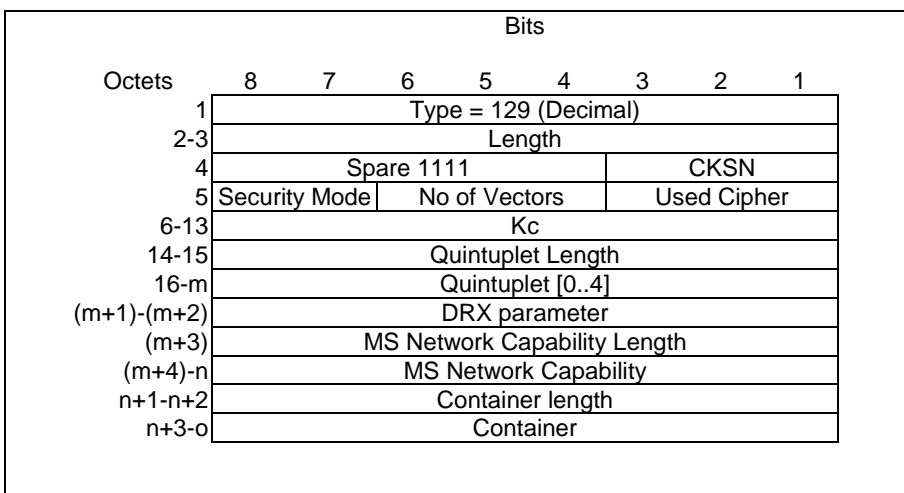 Bits
Octets 8 7 6 5 4 3 2 1
1 Type = 129 (Decimal)
2-3 Length
4 Spare 1111 CKSN
5 Security Mode No of Vectors Used Cipher
6-13 Kc
14-15 Quintuplet Length
16-m Quintuplet [0..4]
(m+1)-(m+2) DRX parameter
(m+3) MS Network Capability Length
(m+4)-n MS Network Capability
n+1-n+2 Container length
n+3-o Container